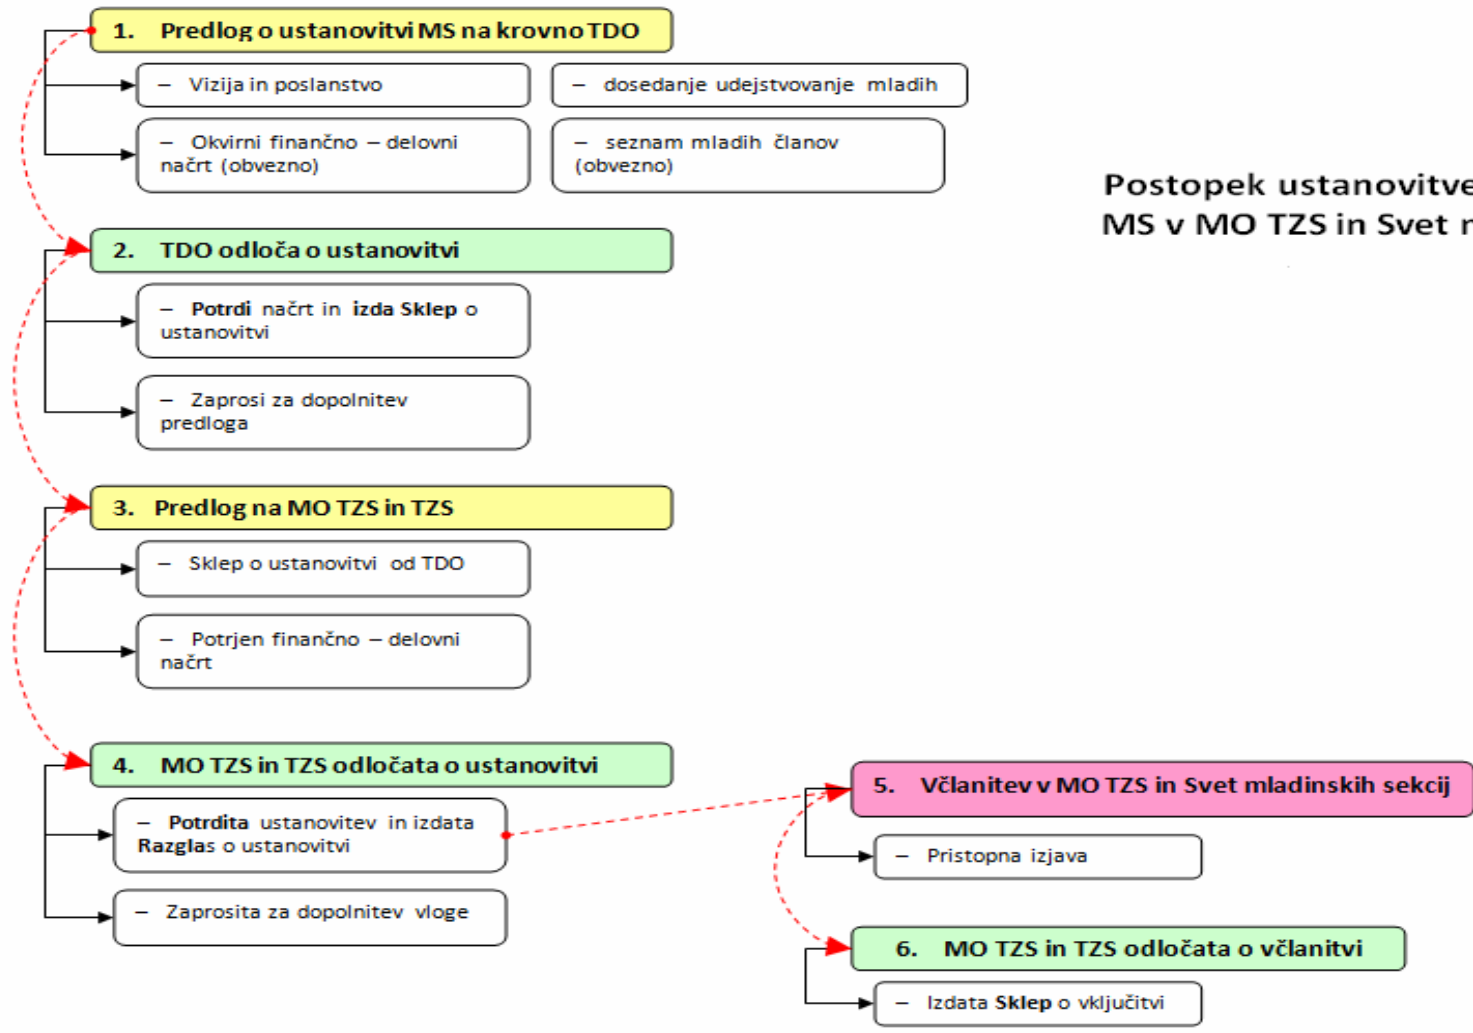 1. Predlog o ustanovitvi MS na krovno TDO
– Vizija in poslanstvo
– dosedanje udejstvovanje mladih
– Okvirni finančno – delovni
načrt (obvezno)
– seznam mladih članov
(obvezno)
Postopek ustanovitve
MS v MO TZS in Svet
2. TDO odloča o ustanovitvi
– Potrdi načrt in izda Sklep o
ustanovitvi
– Zaprosi za dopolnitev
predloga
3. Predlog na MO TZS in TZS
– Sklep o ustanovitvi od TDO
– Potrjen finančno – delovni
načrt
4. MO TZS in TZS odločata o ustanovitvi
– Potrdita ustanovitev in izdata
Razglas o ustanovitvi
– Zaprosita za dopolnitev vloge
5. Včlanitev v MO TZS in Svet mladinskih sekcij
– Pristopna izjava
6. MO TZS in TZS odločata o včlanitvi
– Izdata Sklep o vključitvi